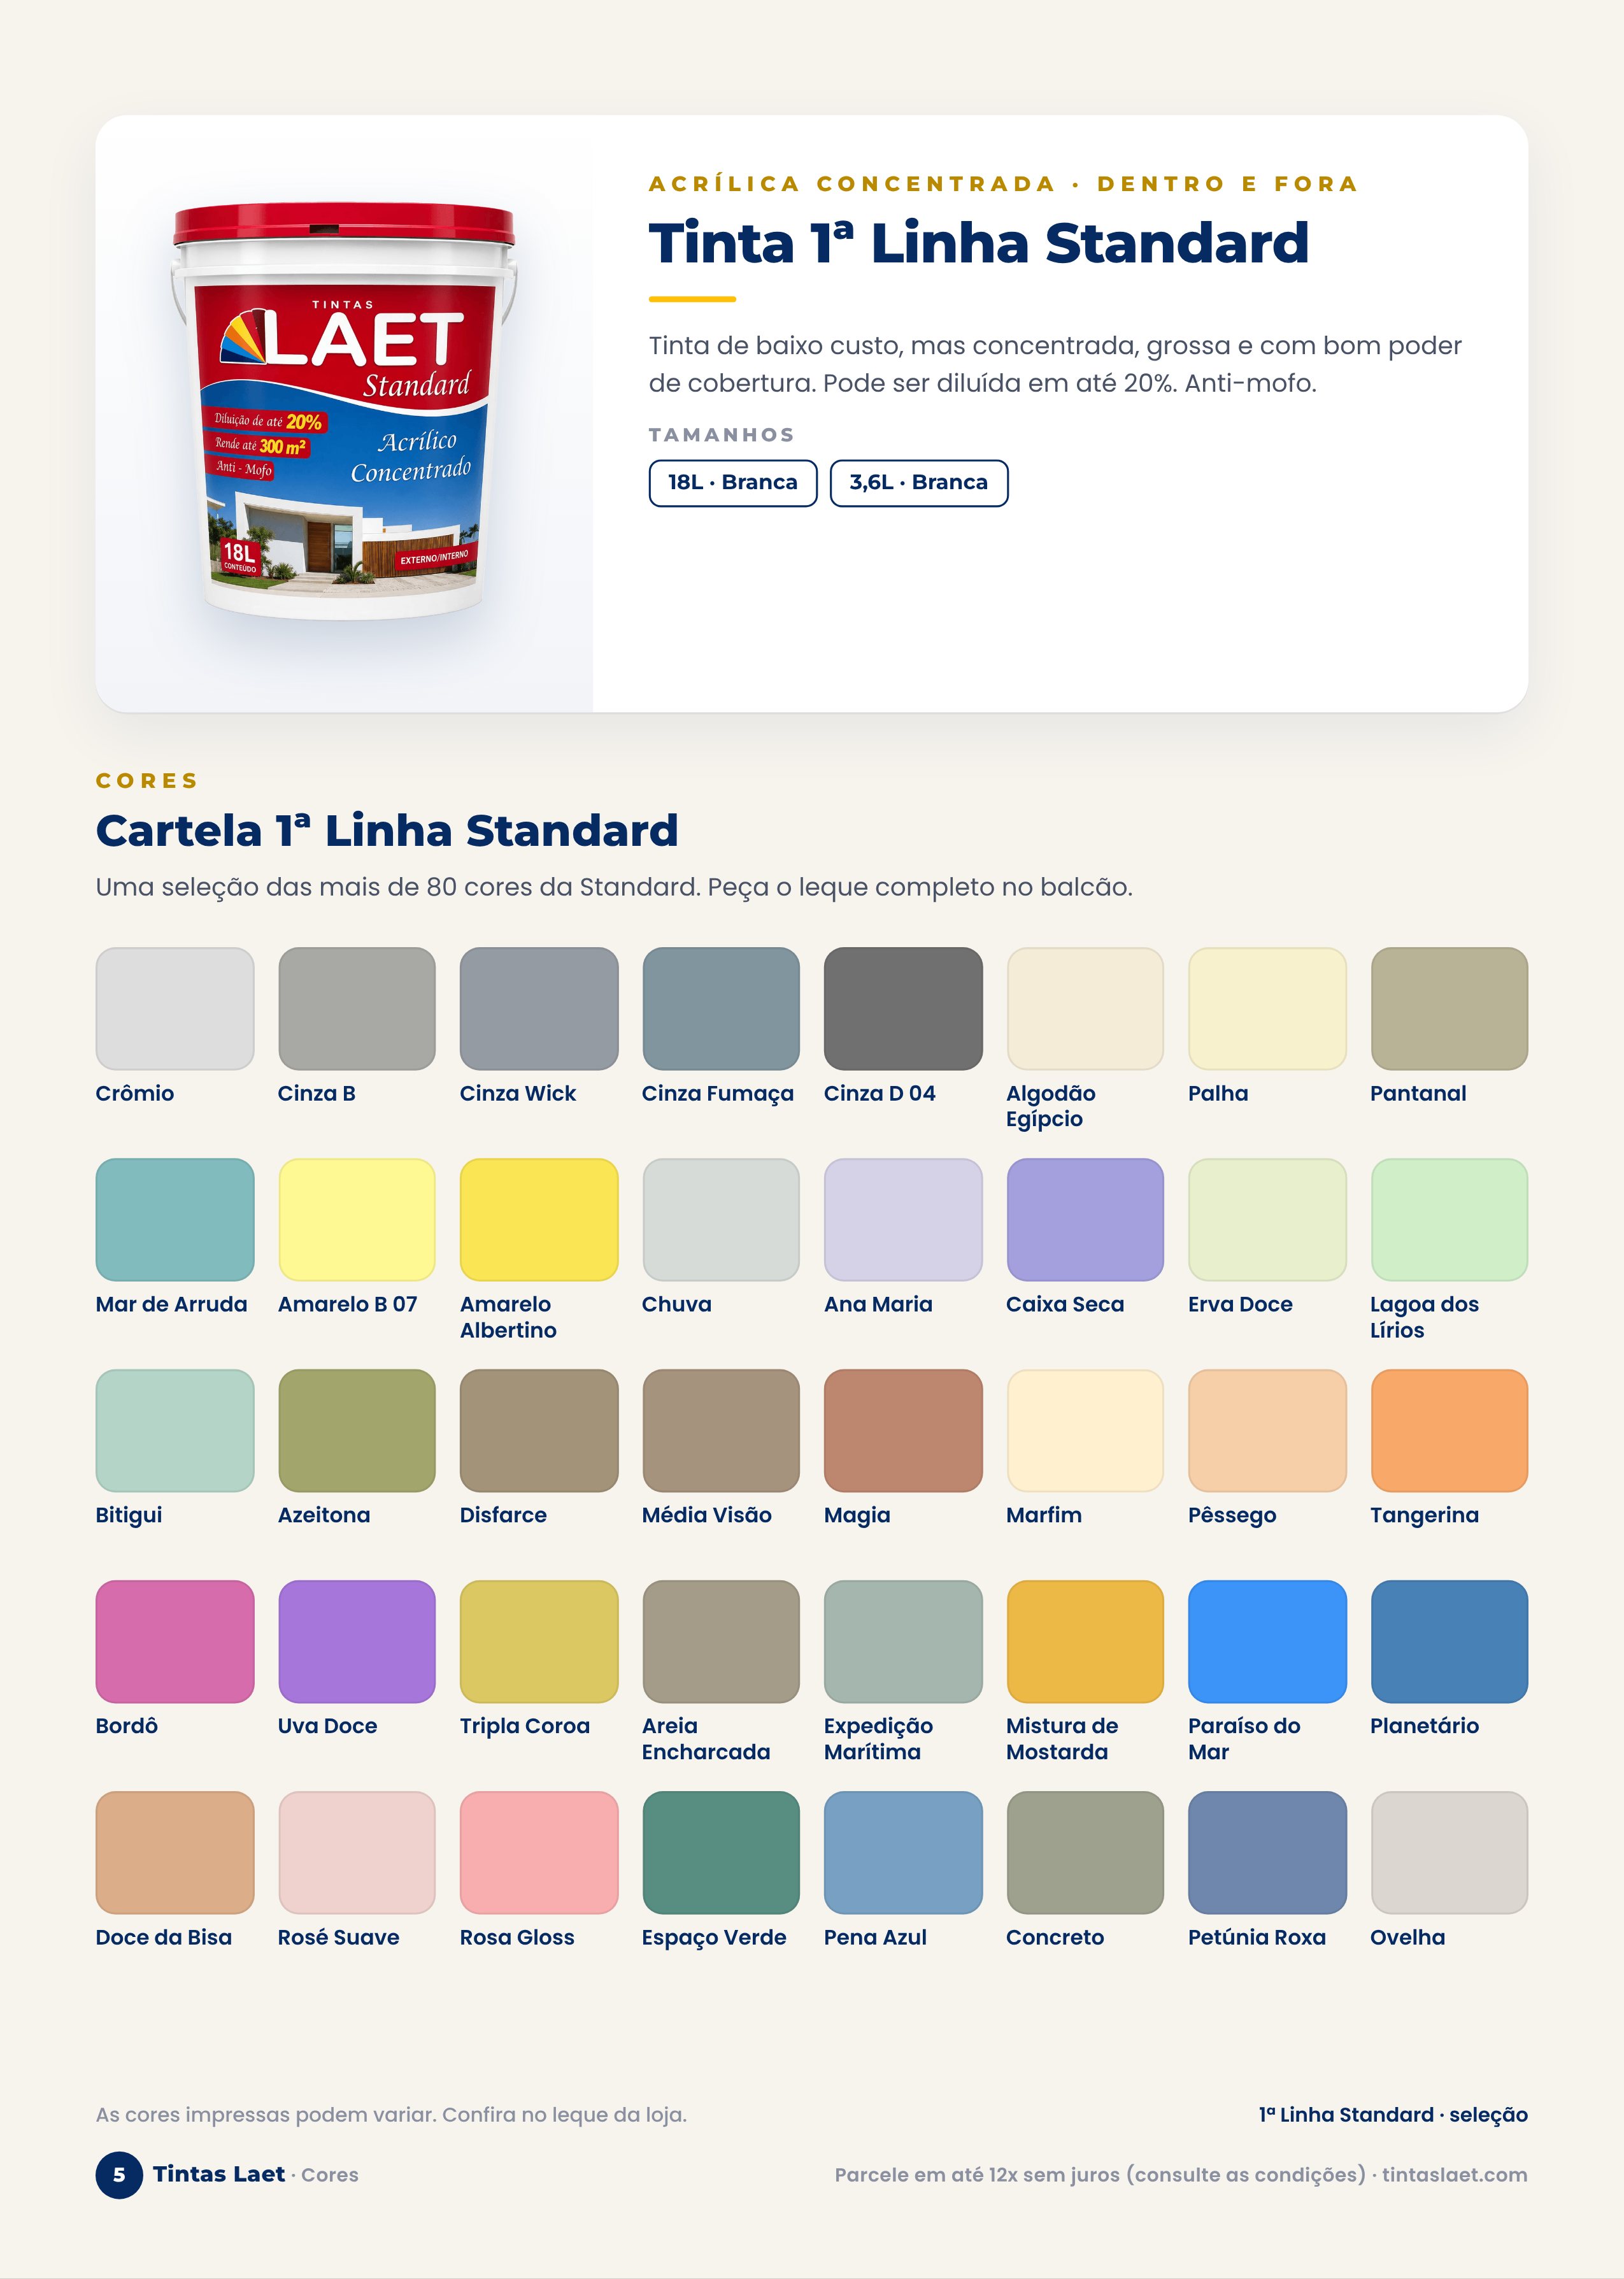 TINTAS
LAET
Standard
Diluição de até 20%
Rende até 300 m²
Anti - Mofo
Acrílico
Concentrado
18L
CONTEÚDO
EXTERNO/INTERNO
ACRÍLICA CONCENTRADA · DENTRO E FORA
Tinta 1ª Linha Standard
Tinta de baixo custo, mas concentrada, grossa e com bom poder
de cobertura. Pode ser diluída em até 20%. Anti-mofo.
TAMANHOS
18L · Branca
3,6L · Branca
CORES
Cartela 1ª Linha Standard
Uma seleção das mais de 80 cores da Standard. Peça o leque completo no balcão.
Crômio
Cinza B
Cinza Wick
Cinza Fumaça
Cinza D 04
Algodão
Egípcio
Palha
Pantanal
Mar de Arruda
Amarelo B 07
Amarelo
Albertino
Chuva
Ana Maria
Caixa Seca
Erva Doce
Lagoa dos
Lírios
Bitigui
Azeitona
Disfarce
Média Visão
Magia
Marfim
Pêssego
Tangerina
Bordô
Uva Doce
Tripla Coroa
Areia
Encharcada
Expedição
Marítima
Mistura de
Mostarda
Paraíso do
Mar
Planetário
Doce da Bisa
Rosé Suave
Rosa Gloss
Espaço Verde
Pena Azul
Concreto
Petúnia Roxa
Ovelha
As cores impressas podem variar. Confira no leque da loja.
1ª Linha Standard · seleção
5 Tintas Laet · Cores
Parcele em até 12x sem juros (consulte as condições) · tintaslaet.com